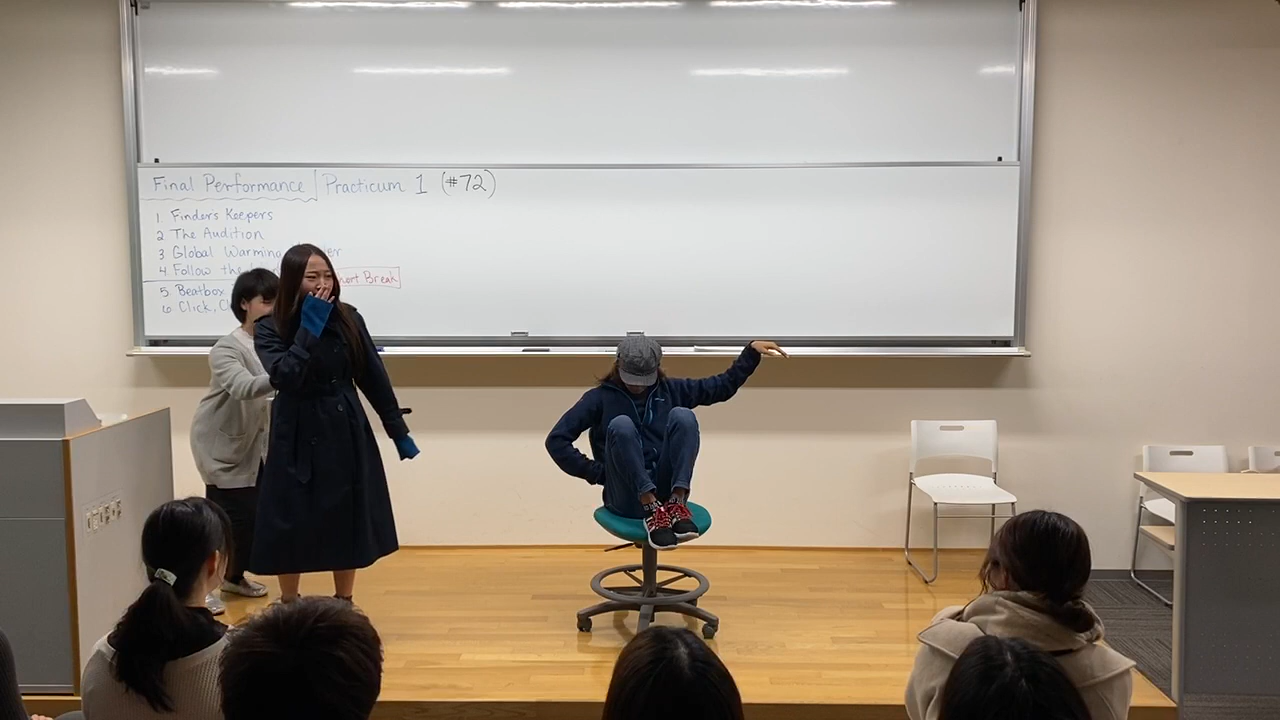 Final Performance Practicum 1 (#72)
1. Finder's Keepers
2 The Audition
3 Global Warming
4. Follow the Short Break
5. Beatbox
6 Click,